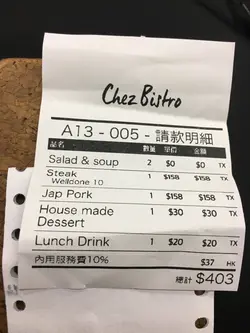 Chez Bistro
A13 - 005 - 請款明細
品名 數量 單價 金額
Salad & soup 2 $0 $0 TX
Steak 1 $158 $158 TX
Welldone 10
Jap Pork 1 $158 $158 TX
House made 1 $30 $30 TX
Dessert
Lunch Drink 1 $20 $20 TX
內用服務費10% $37 HK
總計 $403